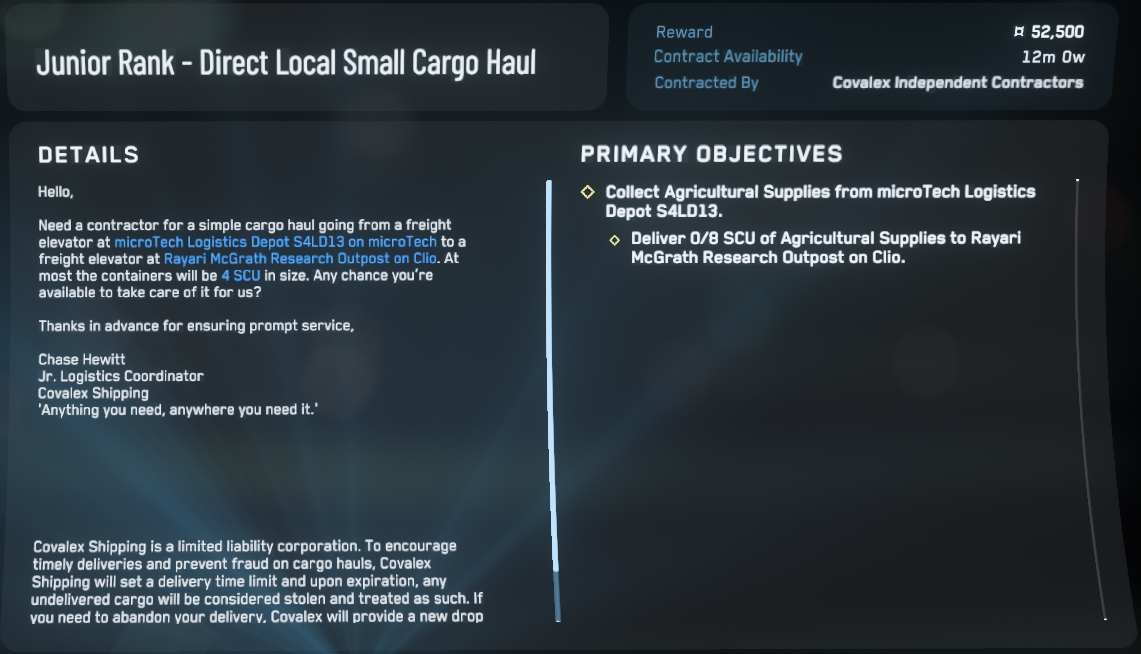 Junior Rank - Direct Local Small Cargo Haul
Reward ¤ 52,500
Contract Availability 12m 0w
Contracted By Covalex Independent Contractors
DETAILS
Hello,
Need a contractor for a simple cargo haul going from a freight
elevator at microTech Logistics Depot S4LD13 on microTech to a
freight elevator at Rayari McGrath Research Outpost on Clio. At
most the containers will be 4 SCU in size. Any chance you're
available to take care of it for us?
Thanks in advance for ensuring prompt service,
Chase Hewitt
Jr. Logistics Coordinator
Covalex Shipping
'Anything you need, anywhere you need it.'
Covalex Shipping is a limited liability corporation. To encourage
timely deliveries and prevent fraud on cargo hauls, Covalex
Shipping will set a delivery time limit and upon expiration, any
undelivered cargo will be considered stolen and treated as such. If
you need to abandon your delivery, Covalex will provide a new drop
PRIMARY OBJECTIVES
Collect Agricultural Supplies from microTech Logistics
Depot S4LD13.
Deliver 0/8 SCU of Agricultural Supplies to Rayari
McGrath Research Outpost on Clio.